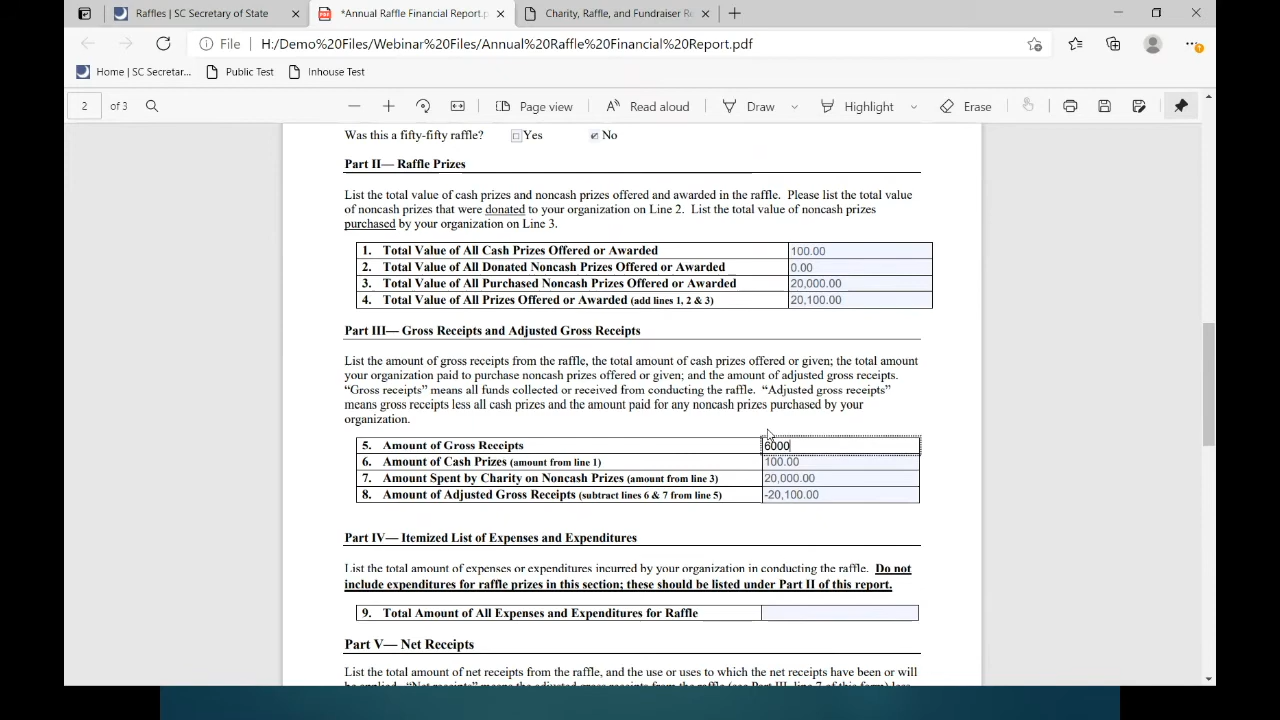 Raffles | SC Secretary of State
*Annual Raffle Financial Report.p
Charity, Raffle, and Fundraiser Re
File H:/Demo%20Files/Webinar%20Files/Annual%20Raffle%20Financial%20Report.pdf
Home | SC Secretar... Public Test Inhouse Test
2 of 3 Page view Read aloud Draw Highlight Erase
Was this a fifty-fifty raffle? Yes No
Part II— Raffle Prizes
List the total value of cash prizes and noncash prizes offered and awarded in the raffle. Please list the total value
of noncash prizes that were donated to your organization on Line 2. List the total value of noncash prizes
purchased by your organization on Line 3.
1. Total Value of All Cash Prizes Offered or Awarded 100.00
2. Total Value of All Donated Noncash Prizes Offered or Awarded 0.00
3. Total Value of All Purchased Noncash Prizes Offered or Awarded 20,000.00
4. Total Value of All Prizes Offered or Awarded (add lines 1, 2 & 3) 20,100.00
Part III— Gross Receipts and Adjusted Gross Receipts
List the amount of gross receipts from the raffle, the total amount of cash prizes offered or given; the total amount
your organization paid to purchase noncash prizes offered or given; and the amount of adjusted gross receipts.
“Gross receipts” means all funds collected or received from conducting the raffle. “Adjusted gross receipts”
means gross receipts less all cash prizes and the amount paid for any noncash prizes purchased by your
organization.
5. Amount of Gross Receipts 6000
6. Amount of Cash Prizes (amount from line 1) 100.00
7. Amount Spent by Charity on Noncash Prizes (amount from line 3) 20,000.00
8. Amount of Adjusted Gross Receipts (subtract lines 6 & 7 from line 5) -20,100.00
Part IV— Itemized List of Expenses and Expenditures
List the total amount of expenses or expenditures incurred by your organization in conducting the raffle. Do not
include expenditures for raffle prizes in this section; these should be listed under Part II of this report.
9. Total Amount of All Expenses and Expenditures for Raffle
Part V— Net Receipts
List the total amount of net receipts from the raffle, and the use or uses to which the net receipts have been or will